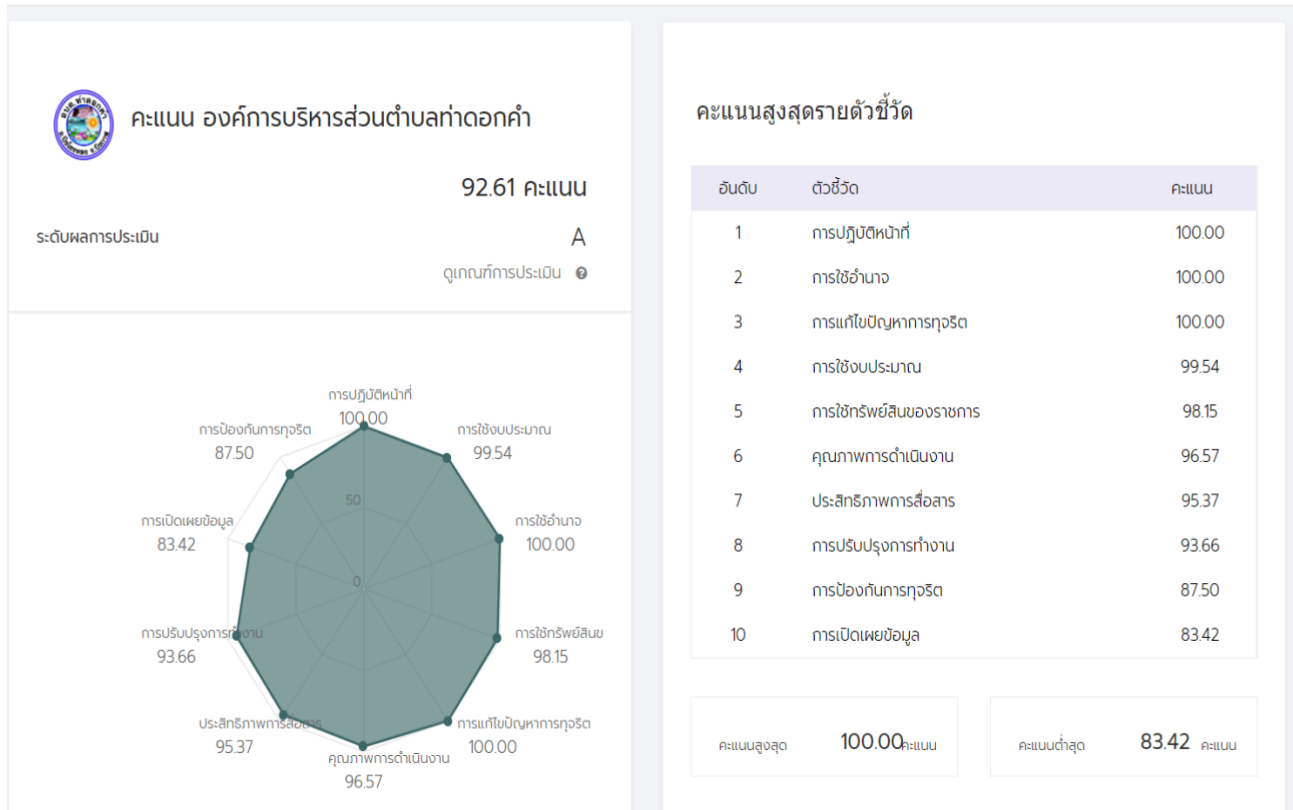 คะแนน องค์การบริหารส่วนตำบลท่าดอกคำ
92.61 คะแนน
ระดับผลการประเมิน A
ดูเกณฑ์การประเมิน
การปฏิบัติหน้าที่
100.00
การป้องกันการทุจริต
87.50
การใช้งบประมาณ
99.54
50
การเปิดเผยข้อมูล
83.42
การใช้อำนาจ
100.00
0
การปรับปรุงการทำงาน
93.66
การใช้ทรัพย์สินข
98.15
ประสิทธิภาพการสื่อสาร
95.37
การแก้ไขปัญหาการทุจริต
100.00
คุณภาพการดำเนินงาน
96.57
คะแนนสูงสุดรายตัวชี้วัด
อันดับ ตัวชี้วัด คะแนน
1 การปฏิบัติหน้าที่ 100.00
2 การใช้อำนาจ 100.00
3 การแก้ไขปัญหาการทุจริต 100.00
4 การใช้งบประมาณ 99.54
5 การใช้ทรัพย์สินของราชการ 98.15
6 คุณภาพการดำเนินงาน 96.57
7 ประสิทธิภาพการสื่อสาร 95.37
8 การปรับปรุงการทำงาน 93.66
9 การป้องกันการทุจริต 87.50
10 การเปิดเผยข้อมูล 83.42
คะแนนสูงสุด 100.00 คะแนน
คะแนนต่ำสุด 83.42 คะแนน